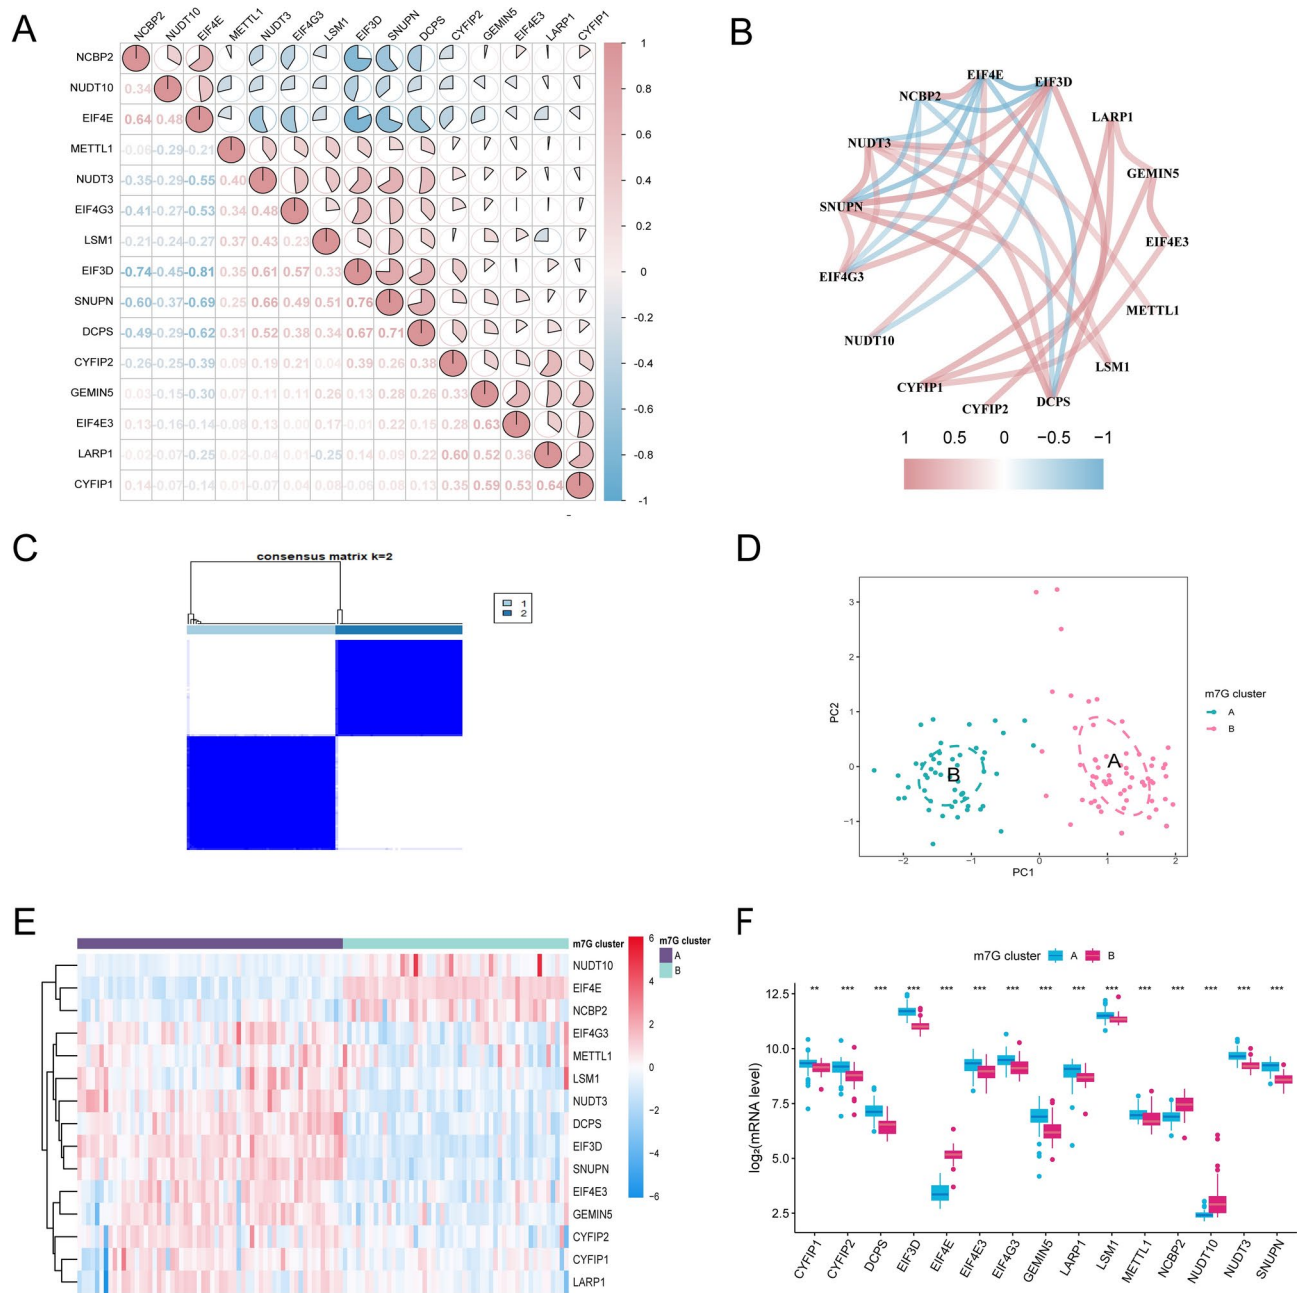 A
NCBP2 NUDT10 EIF4E METTL1 NUDT3 EIF4G3 LSM1 EIF3D SNUPN DCPS CYFIP2 GEMIN5 EIF4E3 LARP1 CYFIP1
NCBP2
NUDT10 0.34
EIF4E 0.64 0.48
METTL1 -0.06 -0.29 -0.21
NUDT3 -0.35 -0.29 -0.55 0.40
EIF4G3 -0.41 -0.27 -0.53 0.34 0.48
LSM1 -0.21 -0.24 -0.27 0.37 0.43 0.23
EIF3D -0.74 -0.45 -0.81 0.35 0.61 0.57 0.33
SNUPN -0.60 -0.37 -0.69 0.25 0.66 0.49 0.51 0.76
DCPS -0.49 -0.29 -0.62 0.31 0.52 0.38 0.34 0.67 0.71
CYFIP2 -0.26 -0.25 -0.39 0.09 0.19 0.21 0.04 0.39 0.26 0.38
GEMIN5 0.03 -0.15 -0.30 0.07 0.11 0.11 0.26 0.13 0.28 0.26 0.33
EIF4E3 0.13 -0.16 -0.14 -0.08 0.13 0.00 0.17 -0.01 0.22 0.15 0.28 0.63
LARP1 -0.02 -0.07 -0.25 -0.02 -0.04 0.01 -0.25 0.14 0.09 0.22 0.60 0.52 0.36
CYFIP1 0.14 -0.07 -0.14 0.01 -0.07 0.04 0.08 -0.06 0.08 0.13 0.35 0.59 0.53 0.64
1
0.8
0.6
0.4
0.2
0
-0.2
-0.4
-0.6
-0.8
-1
B
EIF4E
EIF3D
NCBP2
LARP1
NUDT3
GEMIN5
SNUPN
EIF4E3
EIF4G3
METTL1
NUDT10
LSM1
CYFIP1
DCPS
CYFIP2
1 0.5 0 −0.5 −1
C
consensus matrix k=2
1
2
D
3
2
1
0
−1
PC2
−2 −1 0 1 2
PC1
B
A
m7G cluster
A
B
E
m7G cluster
NUDT10
EIF4E
NCBP2
EIF4G3
METTL1
LSM1
NUDT3
DCPS
EIF3D
SNUPN
EIF4E3
GEMIN5
CYFIP2
CYFIP1
LARP1
6
4
2
0
−2
−4
−6
m7G cluster
A
B
F
m7G cluster A B
** *** *** *** *** *** *** *** *** *** *** *** *** *** ***
12.5
10.0
7.5
5.0
2.5
log₂(mRNA level)
CYFIP1 CYFIP2 DCPS EIF3D EIF4E EIF4E3 EIF4G3 GEMIN5 LARP1 LSM1 METTL1 NCBP2 NUDT10 NUDT3 SNUPN